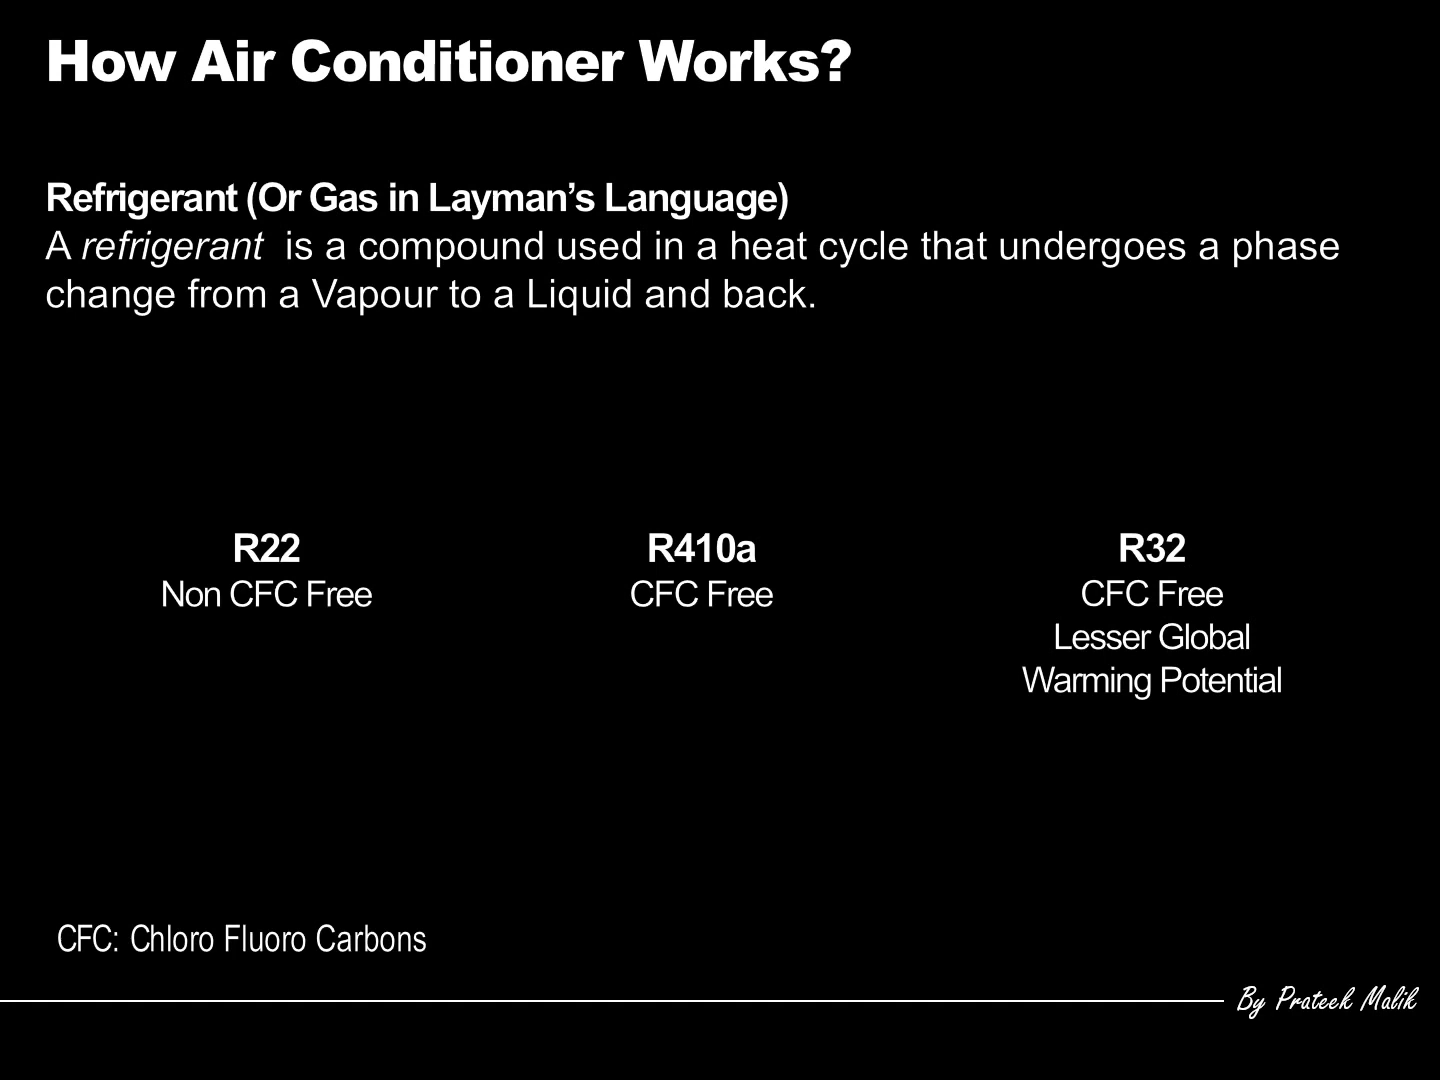 How Air Conditioner Works?
Refrigerant (Or Gas in Layman’s Language)
A refrigerant is a compound used in a heat cycle that undergoes a phase
change from a Vapour to a Liquid and back.
R22
Non CFC Free
R410a
CFC Free
R32
CFC Free
Lesser Global
Warming Potential
CFC: Chloro Fluoro Carbons
By Prateek Malik